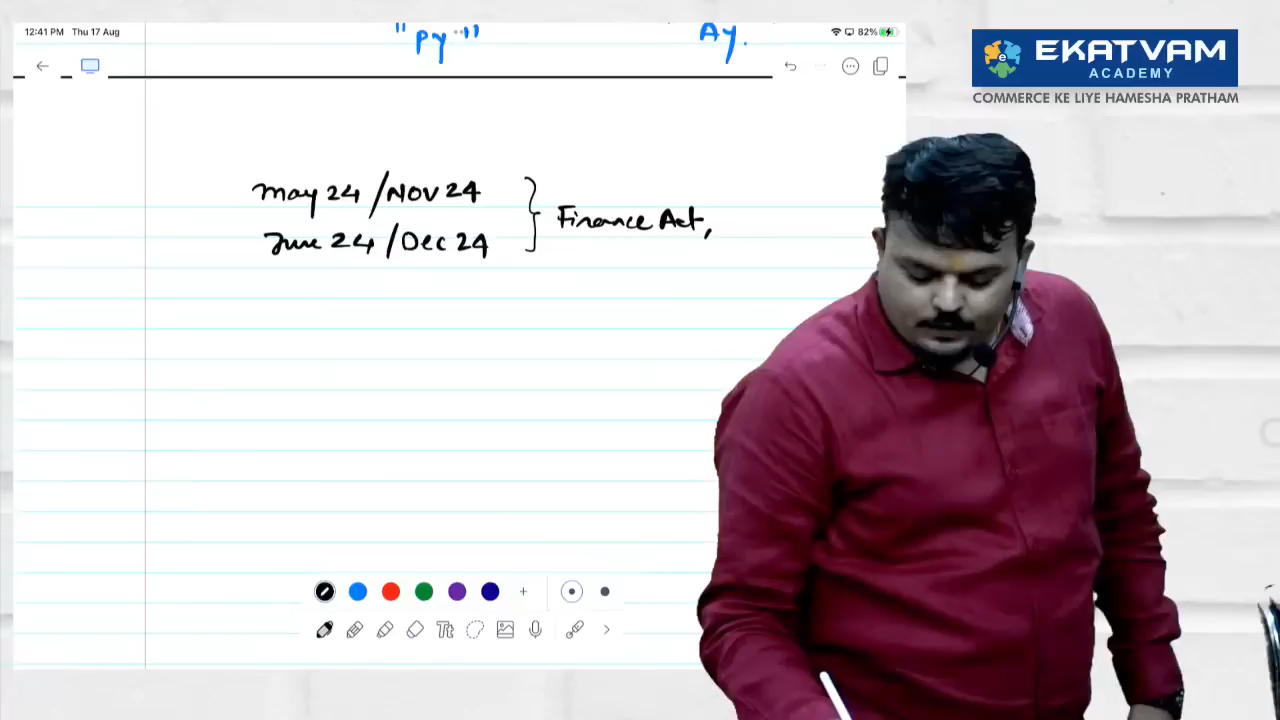 12:41 PM Thu 17 Aug
82%
"PY"
Ay.
EKATVAM
ACADEMY
COMMERCE KE LIYE HAMESHA PRATHAM
May 24 / Nov 24
June 24 / Dec 24
Finance Act,
Tt